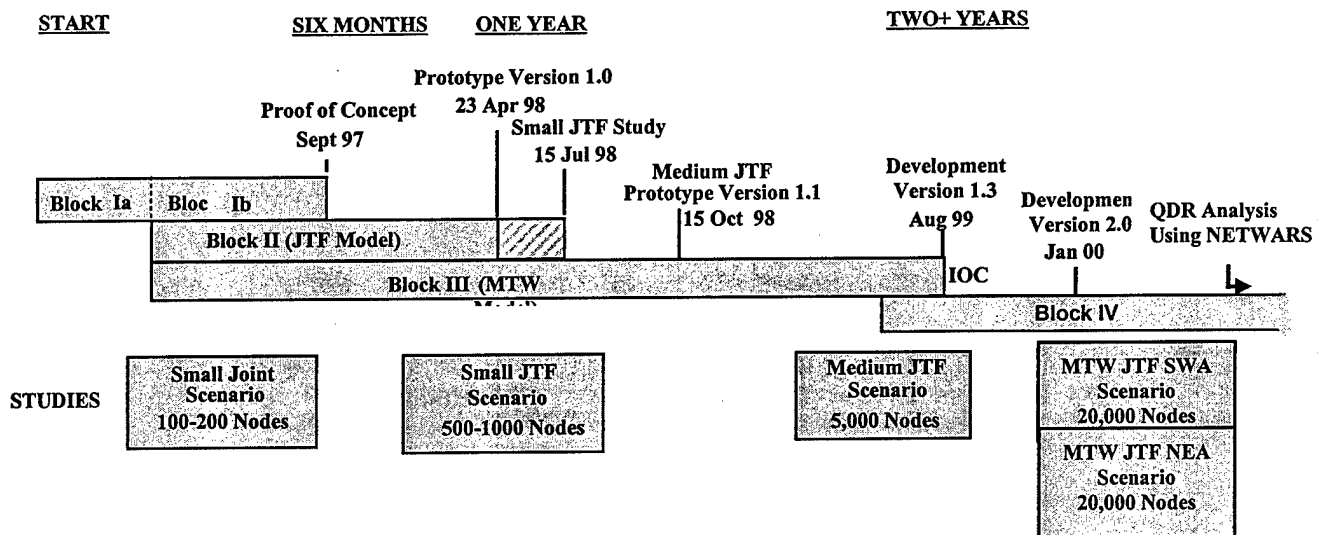 START
SIX MONTHS
ONE YEAR
TWO+ YEARS
Prototype Version 1.0
23 Apr 98
Proof of Concept
Sept 97
Small JTF Study
15 Jul 98
Medium JTF
Prototype Version 1.1
15 Oct 98
Development
Version 1.3
Aug 99
Developmen
Version 2.0
Jan 00
QDR Analysis
Using NETWARS
Block Ia
Bloc Ib
Block II (JTF Model)
Block III (MTW
IOC
Block IV
STUDIES
Small Joint
Scenario
100-200 Nodes
Small JTF
Scenario
500-1000 Nodes
Medium JTF
Scenario
5,000 Nodes
MTW JTF SWA
Scenario
20,000 Nodes
MTW JTF NEA
Scenario
20,000 Nodes